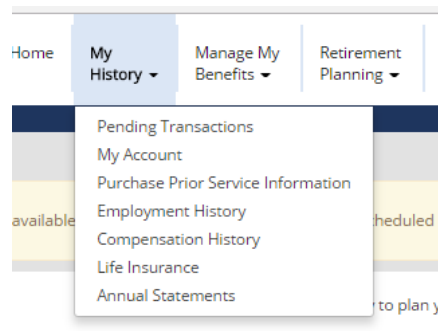 Home
My
History
Manage My
Benefits
Retirement
Planning
Pending Transactions
My Account
Purchase Prior Service Information
Employment History
available
Compensation History
Life Insurance
Annual Statements
to plan